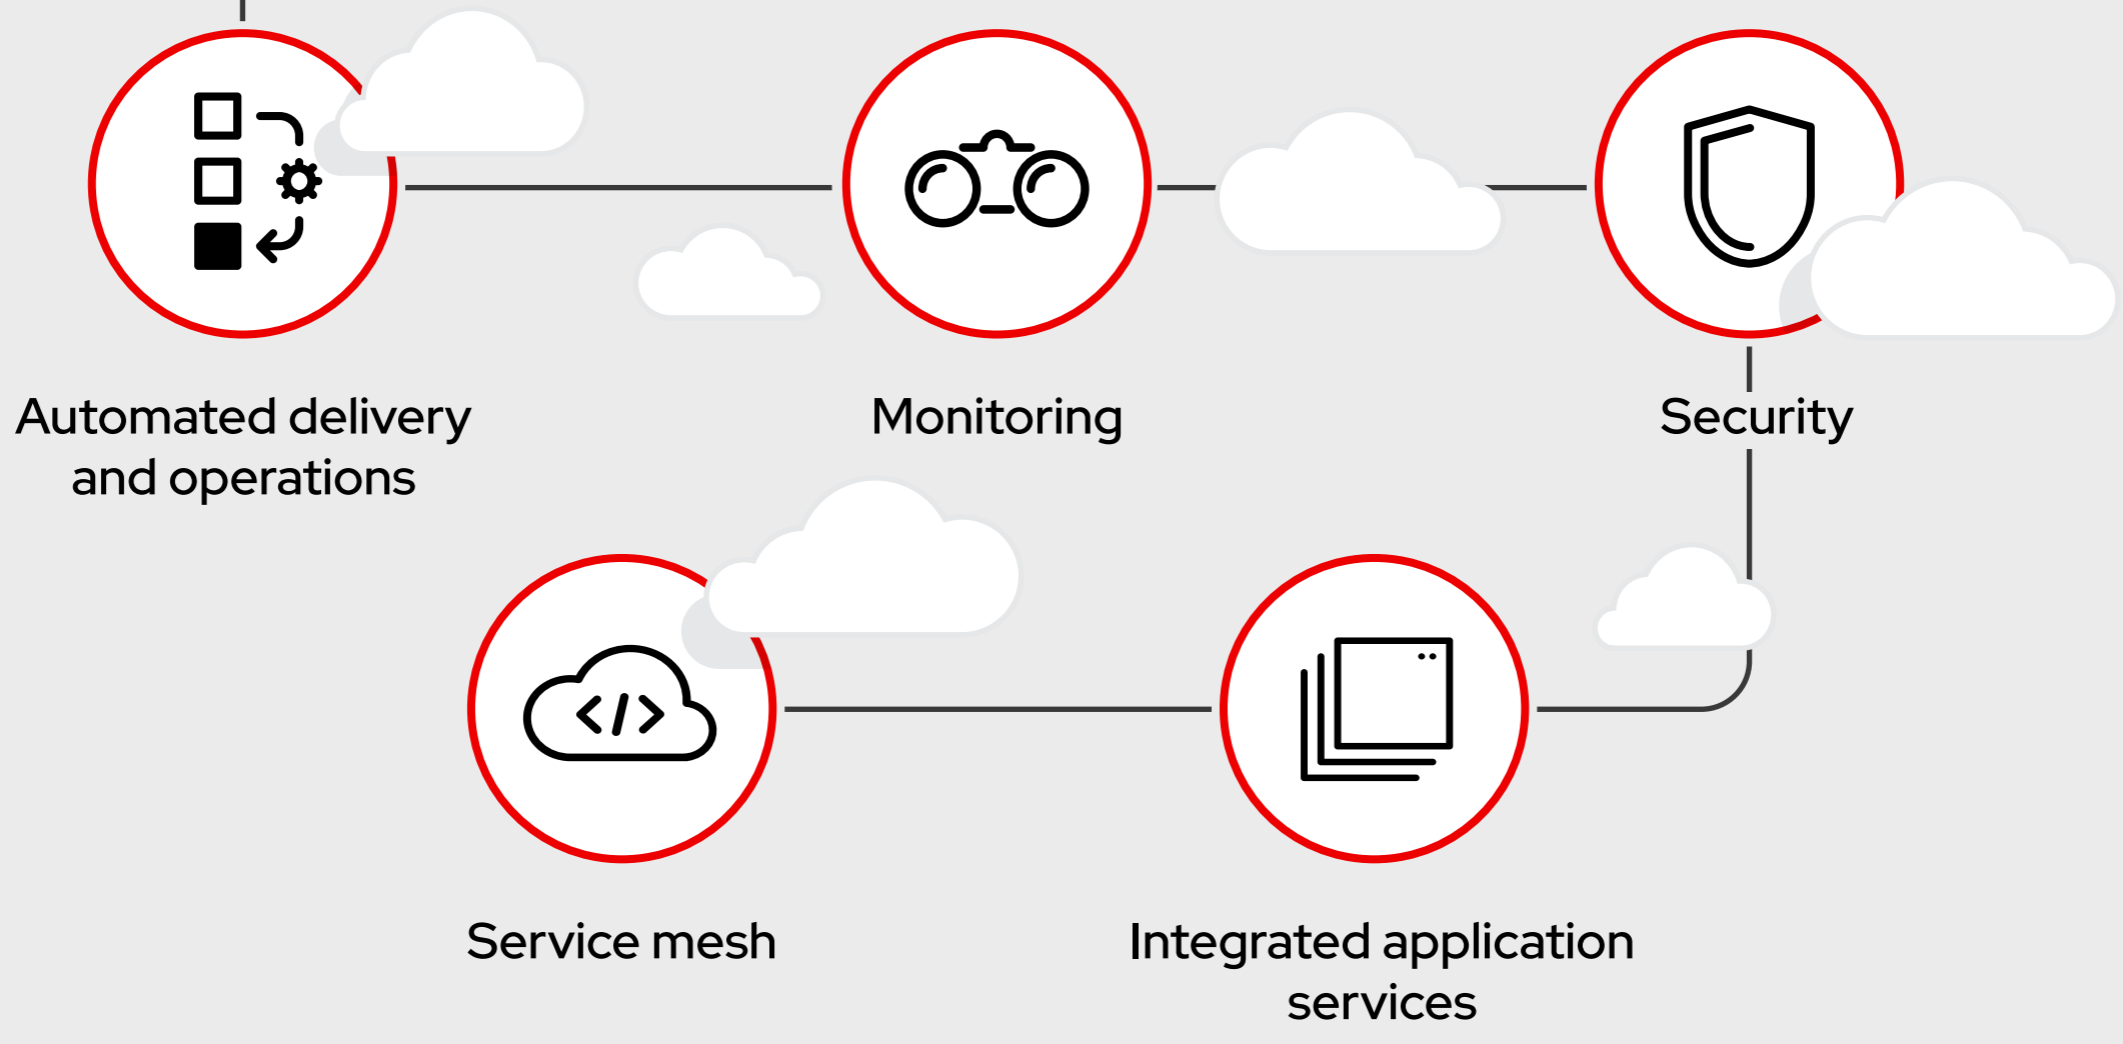 Automated delivery
and operations
Monitoring
Security
</>
Service mesh
Integrated application
services